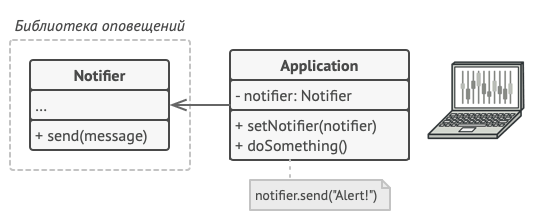 Библиотека оповещений
Notifier
...
+ send(message)
Application
- notifier: Notifier
+ setNotifier(notifier)
+ doSomething()
notifier.send("Alert!")